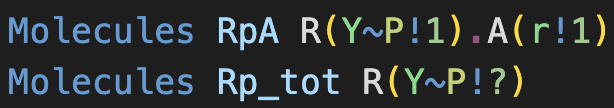 Molecules RpA R(Y~P!1).A(r!1)
Molecules Rp_tot R(Y~P!?)